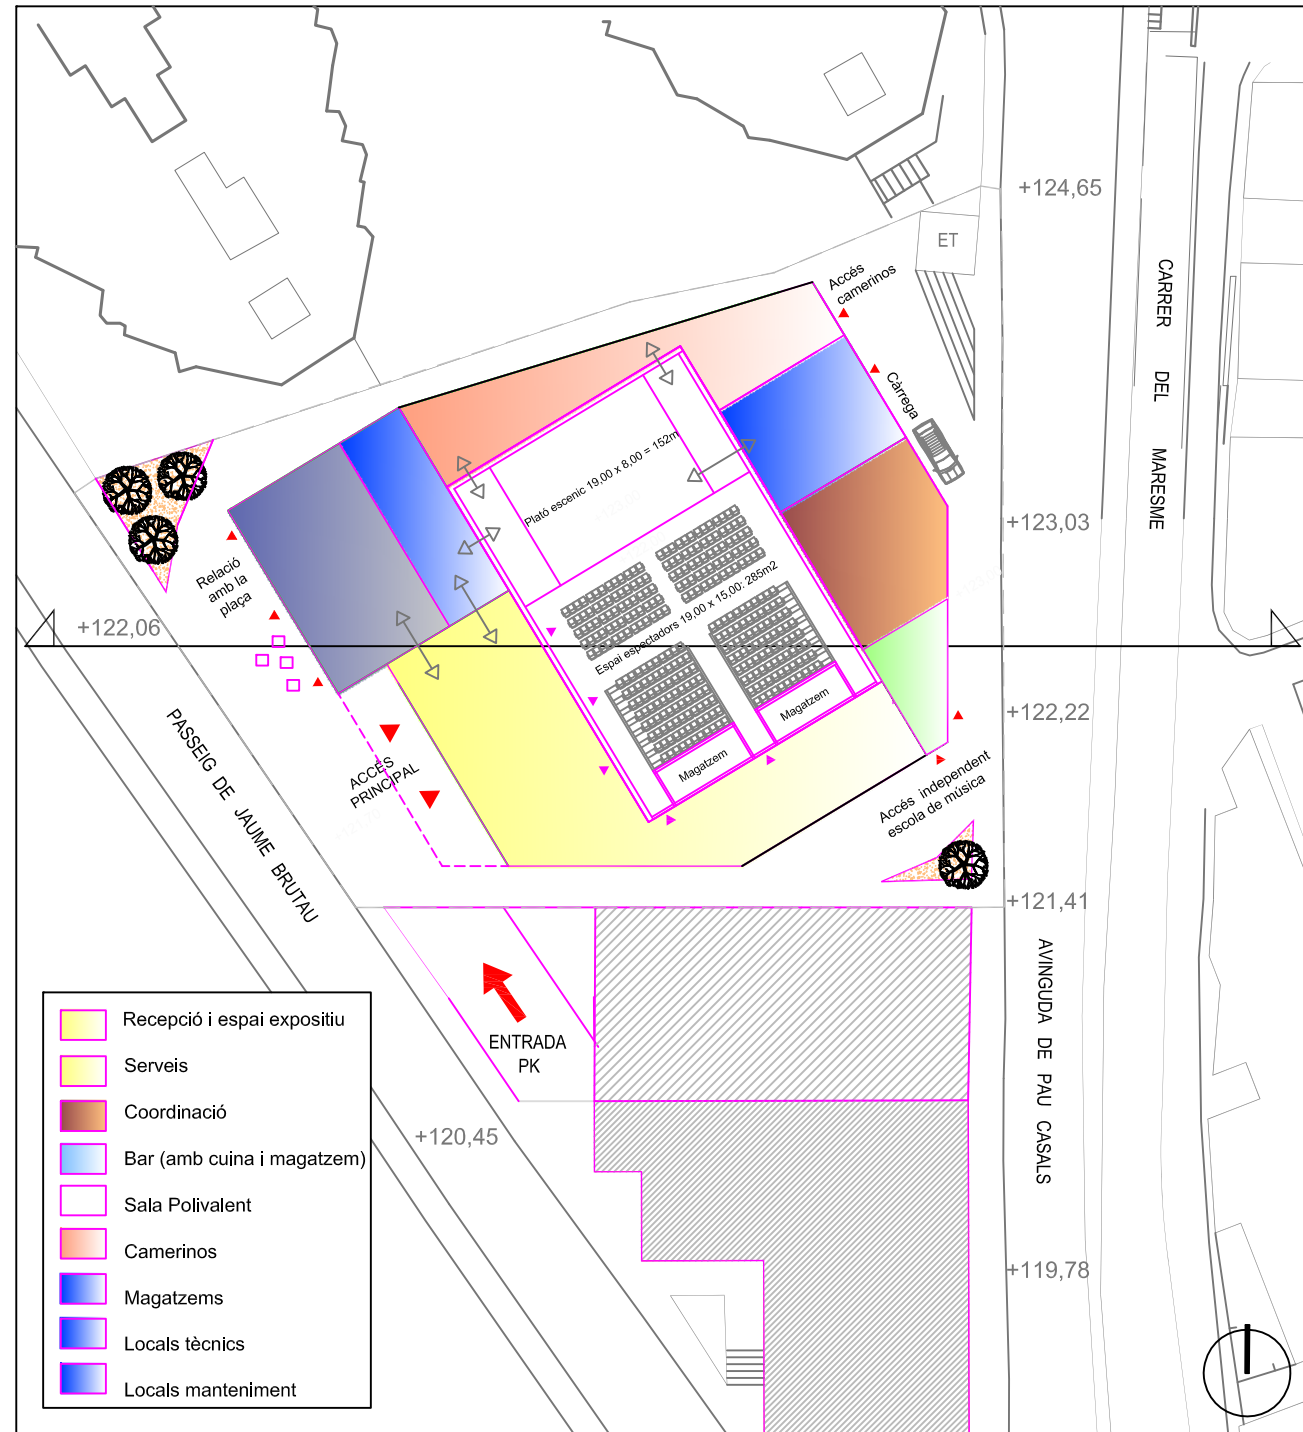 +124,65
ET
Accés
camerinos
CARRER DEL MARESME
Càrrega
Plató escenic 19,00 x 8,00 = 152m
+123,03
Relació
amb la
plaça
Espai espectadors 19,00 x 15,00: 285m2
+122,06
Magatzem
Magatzem
+122,22
PASSEIG DE JAUME BRUTAU
ACCÉS
PRINCIPAL
Accés independent
escola de música
+121,41
AVINGUDA DE PAU CASALS
ENTRADA
PK
+120,45
+119,78
Recepció i espai expositiu
Serveis
Coordinació
Bar (amb cuina i magatzem)
Sala Polivalent
Camerinos
Magatzems
Locals tècnics
Locals manteniment